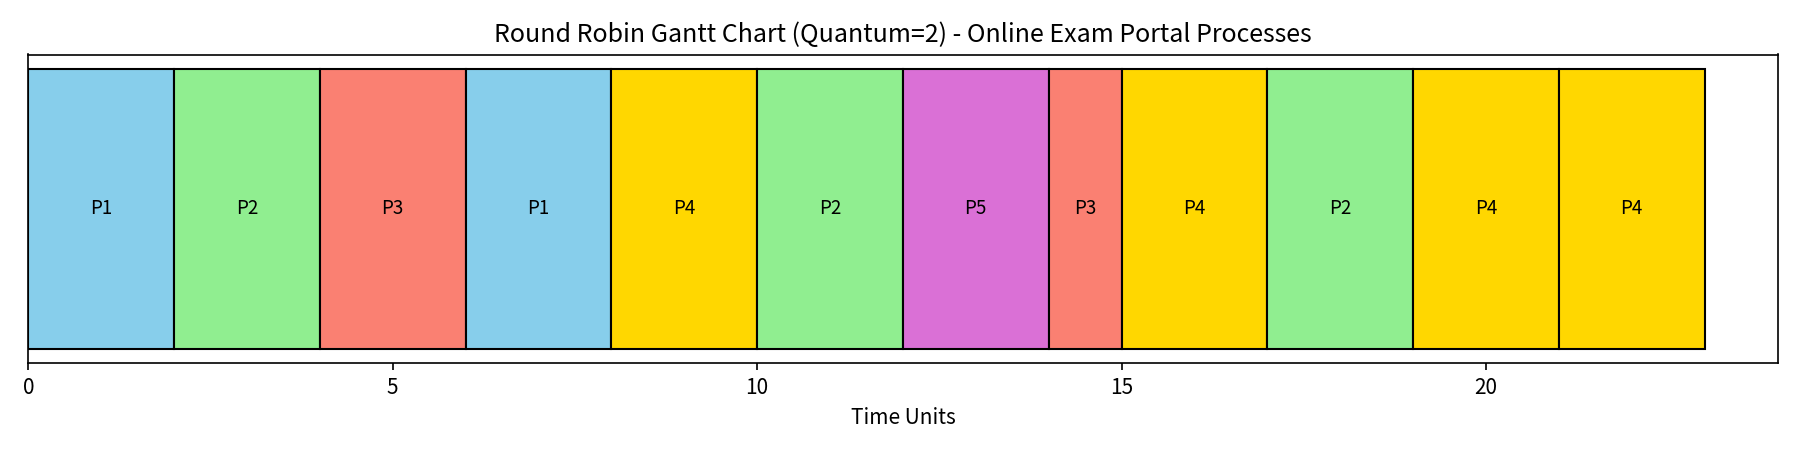 Round Robin Gantt Chart (Quantum=2) - Online Exam Portal Processes
P1 P2 P3 P1 P4 P2 P5 P3 P4 P2 P4 P4
0 5 10 15 20
Time Units